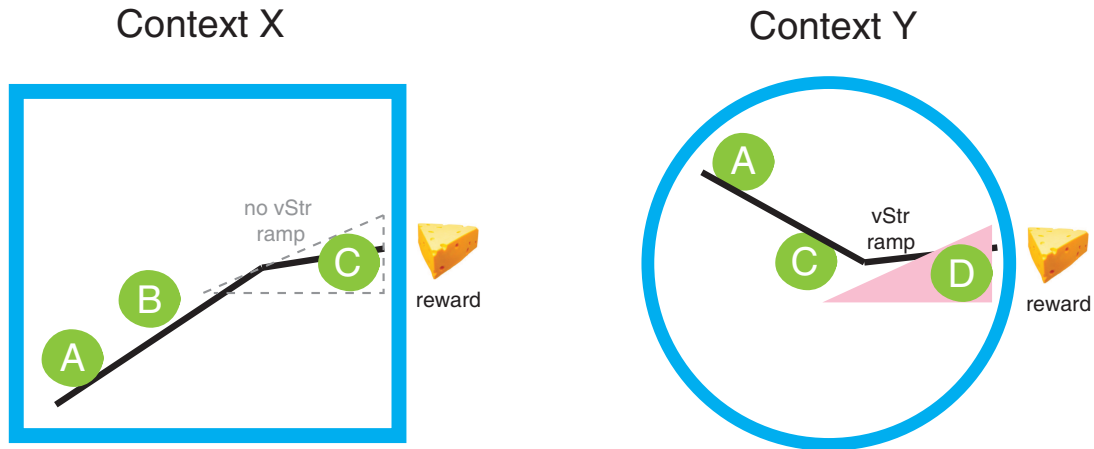 Context X
no vStr
ramp
A
B
C
reward
Context Y
A
C
vStr
ramp
D
reward